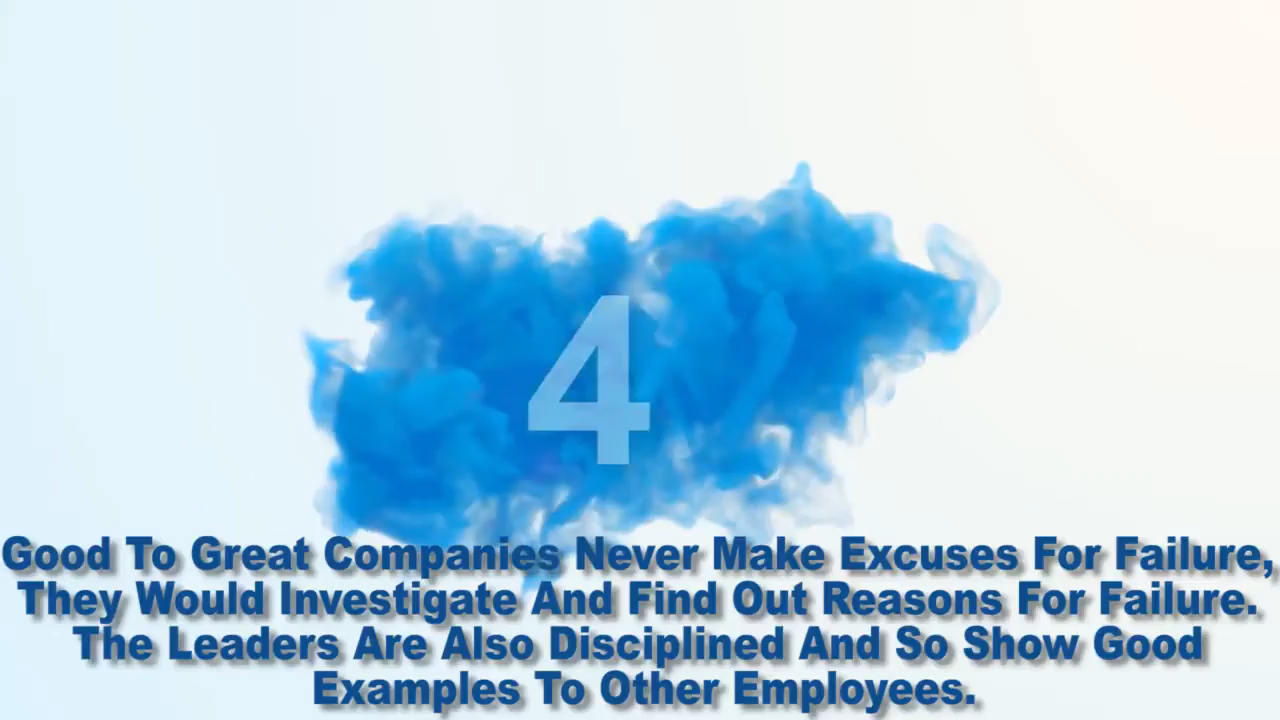 4
Good To Great Companies Never Make Excuses For Failure,
They Would Investigate And Find Out Reasons For Failure.
The Leaders Are Also Disciplined And So Show Good
Examples To Other Employees.